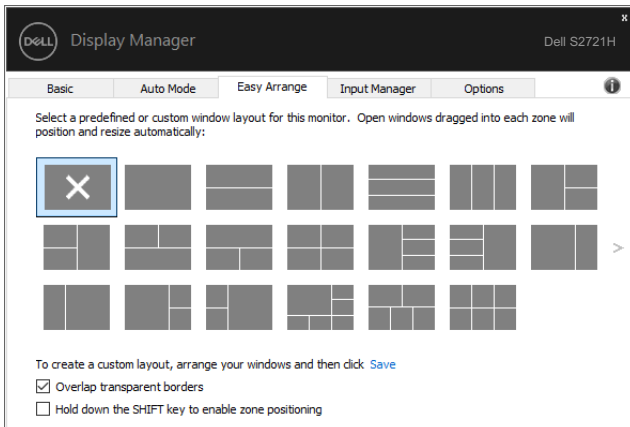 x
DELL Display Manager Dell S2721H
Basic Auto Mode Easy Arrange Input Manager Options i
Select a predefined or custom window layout for this monitor. Open windows dragged into each zone will
position and resize automatically:
To create a custom layout, arrange your windows and then click Save
Overlap transparent borders
Hold down the SHIFT key to enable zone positioning